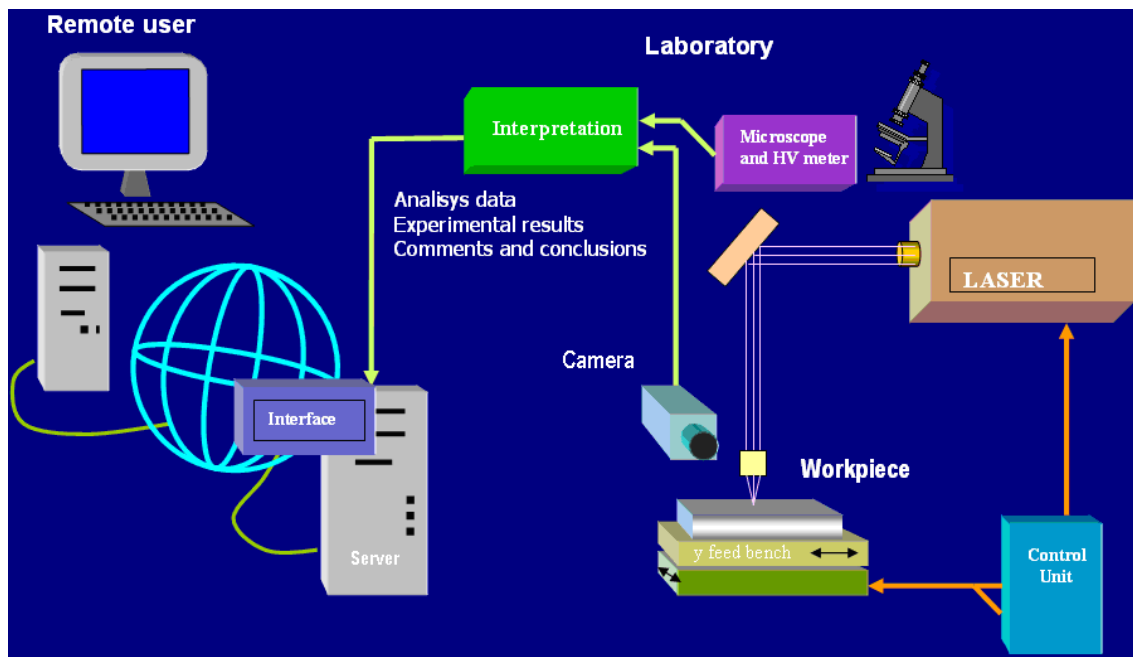 Remote user
Laboratory
Interpretation
Microscope
and HV meter
Analisys data
Experimental results
Comments and conclusions
LASER
Camera
Interface
Workpiece
y feed bench
Server
Control
Unit